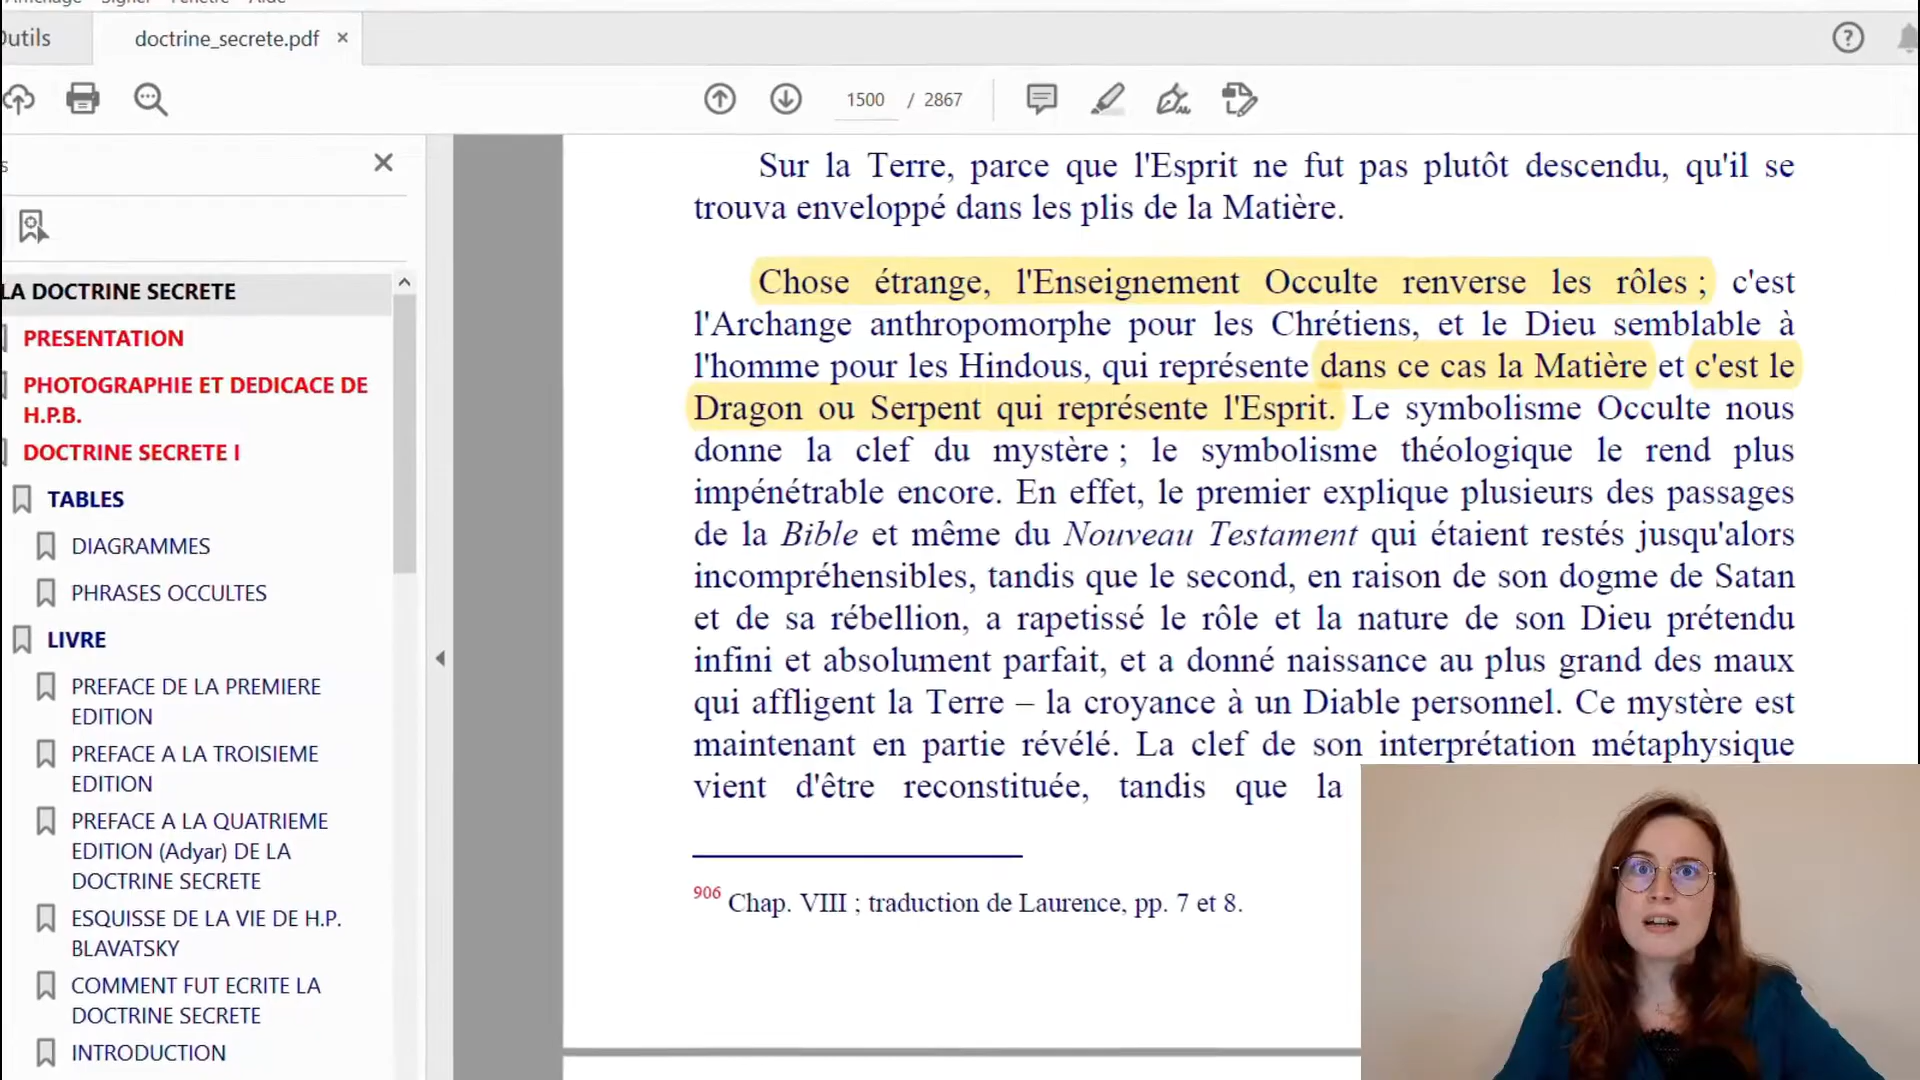 Outils
doctrine_secrete.pdf
1500 / 2867
LA DOCTRINE SECRETE
PRESENTATION
PHOTOGRAPHIE ET DEDICACE DE
H.P.B.
DOCTRINE SECRETE I
TABLES
DIAGRAMMES
PHRASES OCCULTES
LIVRE
PREFACE DE LA PREMIERE
EDITION
PREFACE A LA TROISIEME
EDITION
PREFACE A LA QUATRIEME
EDITION (Adyar) DE LA
DOCTRINE SECRETE
ESQUISSE DE LA VIE DE H.P.
BLAVATSKY
COMMENT FUT ECRITE LA
DOCTRINE SECRETE
INTRODUCTION
Sur la Terre, parce que l'Esprit ne fut pas plutôt descendu, qu'il se
trouva enveloppé dans les plis de la Matière.
Chose étrange, l'Enseignement Occulte renverse les rôles ; c'est
l'Archange anthropomorphe pour les Chrétiens, et le Dieu semblable à
l'homme pour les Hindous, qui représente dans ce cas la Matière et c'est le
Dragon ou Serpent qui représente l'Esprit. Le symbolisme Occulte nous
donne la clef du mystère ; le symbolisme théologique le rend plus
impénétrable encore. En effet, le premier explique plusieurs des passages
de la Bible et même du Nouveau Testament qui étaient restés jusqu'alors
incompréhensibles, tandis que le second, en raison de son dogme de Satan
et de sa rébellion, a rapetissé le rôle et la nature de son Dieu prétendu
infini et absolument parfait, et a donné naissance au plus grand des maux
qui affligent la Terre – la croyance à un Diable personnel. Ce mystère est
maintenant en partie révélé. La clef de son interprétation métaphysique
vient d'être reconstituée, tandis que la
906 Chap. VIII ; traduction de Laurence, pp. 7 et 8.